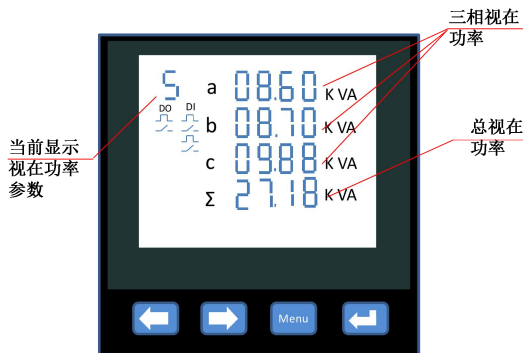 三相视在
功率
S a 08.60 K VA
DO DI
b 08.70 K VA
c 09.88 K VA
Σ 27.18 K VA
当前显示
视在功率
参数
总视在
功率
Menu